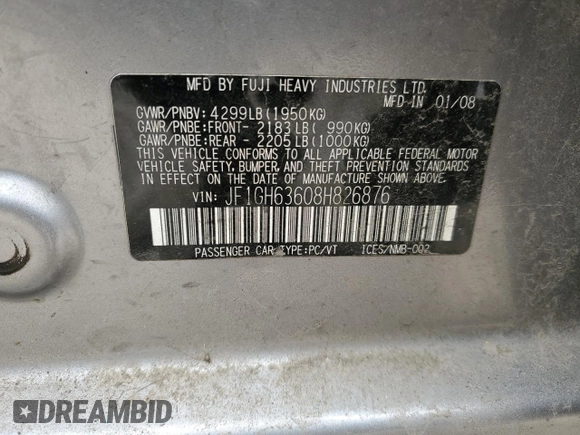 MFD BY FUJI HEAVY INDUSTRIES LTD.
MFD IN 01/08
GVWR/PNBV: 4299LB(1950KG)
GAWR/PNBE:FRONT- 2183LB( 990KG)
GAWR/PNBE:REAR - 2205LB(1000KG)
THIS VEHICLE CONFORMS TO ALL APPLICABLE FEDERAL MOTOR
VEHICLE SAFETY, BUMPER, AND THEFT PREVENTION STANDARDS
IN EFFECT ON THE DATE OF MANUFACTURE SHOWN ABOVE.
VIN: JF1GH63608H826876
PASSENGER CAR TYPE:PC/VT ICES/NMB-002
DREAMBID